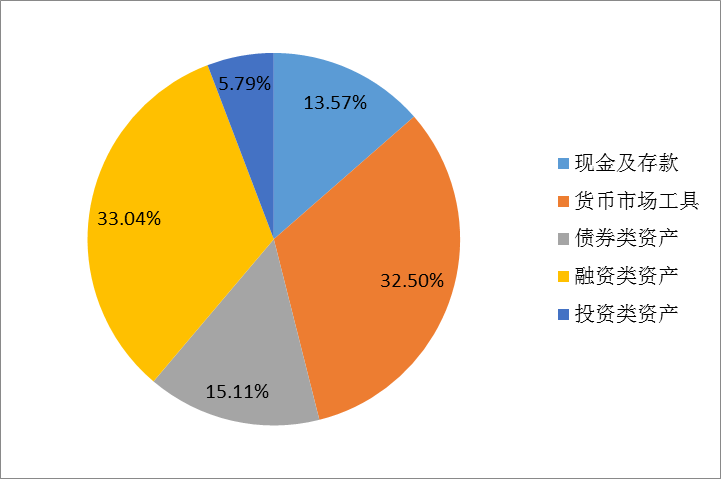 5.79%
13.57%
33.04%
32.50%
15.11%
现金及存款
货币市场工具
债券类资产
融资类资产
投资类资产